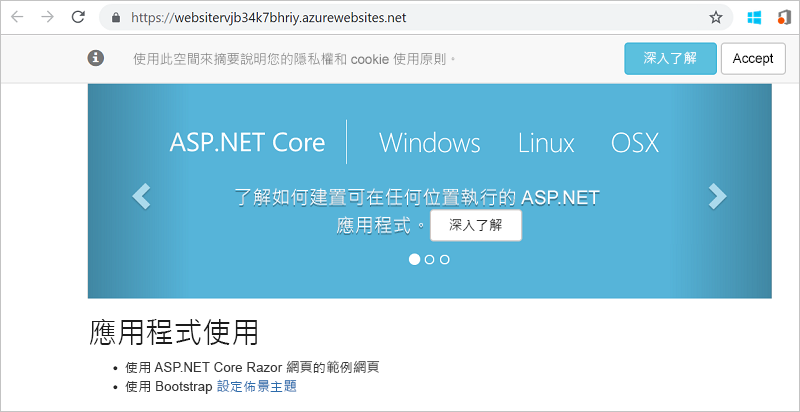 https://websitervjb34k7bhriy.azurewebsites.net
使用此空間來摘要說明您的隱私權和 cookie 使用原則。 深入了解 Accept
ASP.NET Core Windows Linux OSX
了解如何建置可在任何位置執行的 ASP.NET
應用程式。 深入了解
應用程式使用
使用 ASP.NET Core Razor 網頁的範例網頁
使用 Bootstrap 設定佈景主題